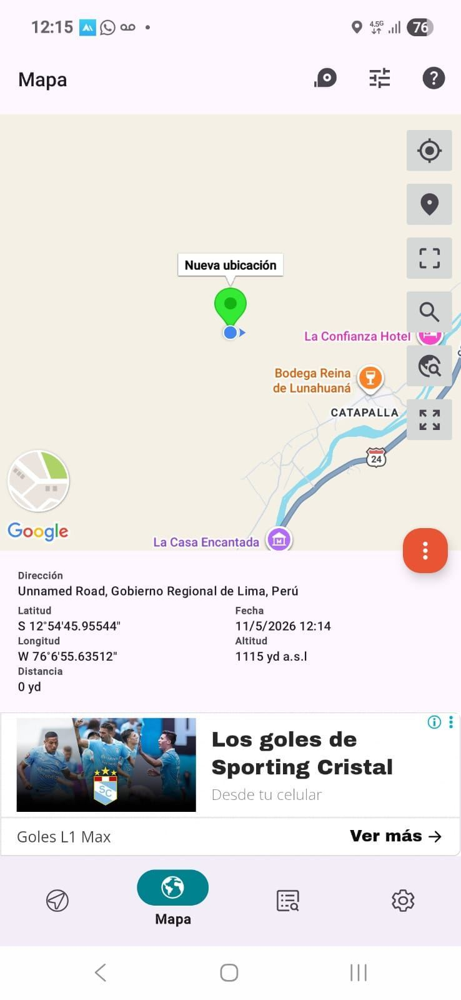 12:15
4.5G
76
Mapa
Nueva ubicación
La Confianza Hotel
Bodega Reina
de Lunahuaná
CATAPALLA
24
Google
La Casa Encantada
Dirección
Unnamed Road, Gobierno Regional de Lima, Perú
Latitud
S 12°54'45.95544"
Fecha
11/5/2026 12:14
Longitud
W 76°6'55.63512"
Altitud
1115 yd a.s.l
Distancia
0 yd
Los goles de
Sporting Cristal
Desde tu celular
SC
Goles L1 Max
Ver más →
Mapa